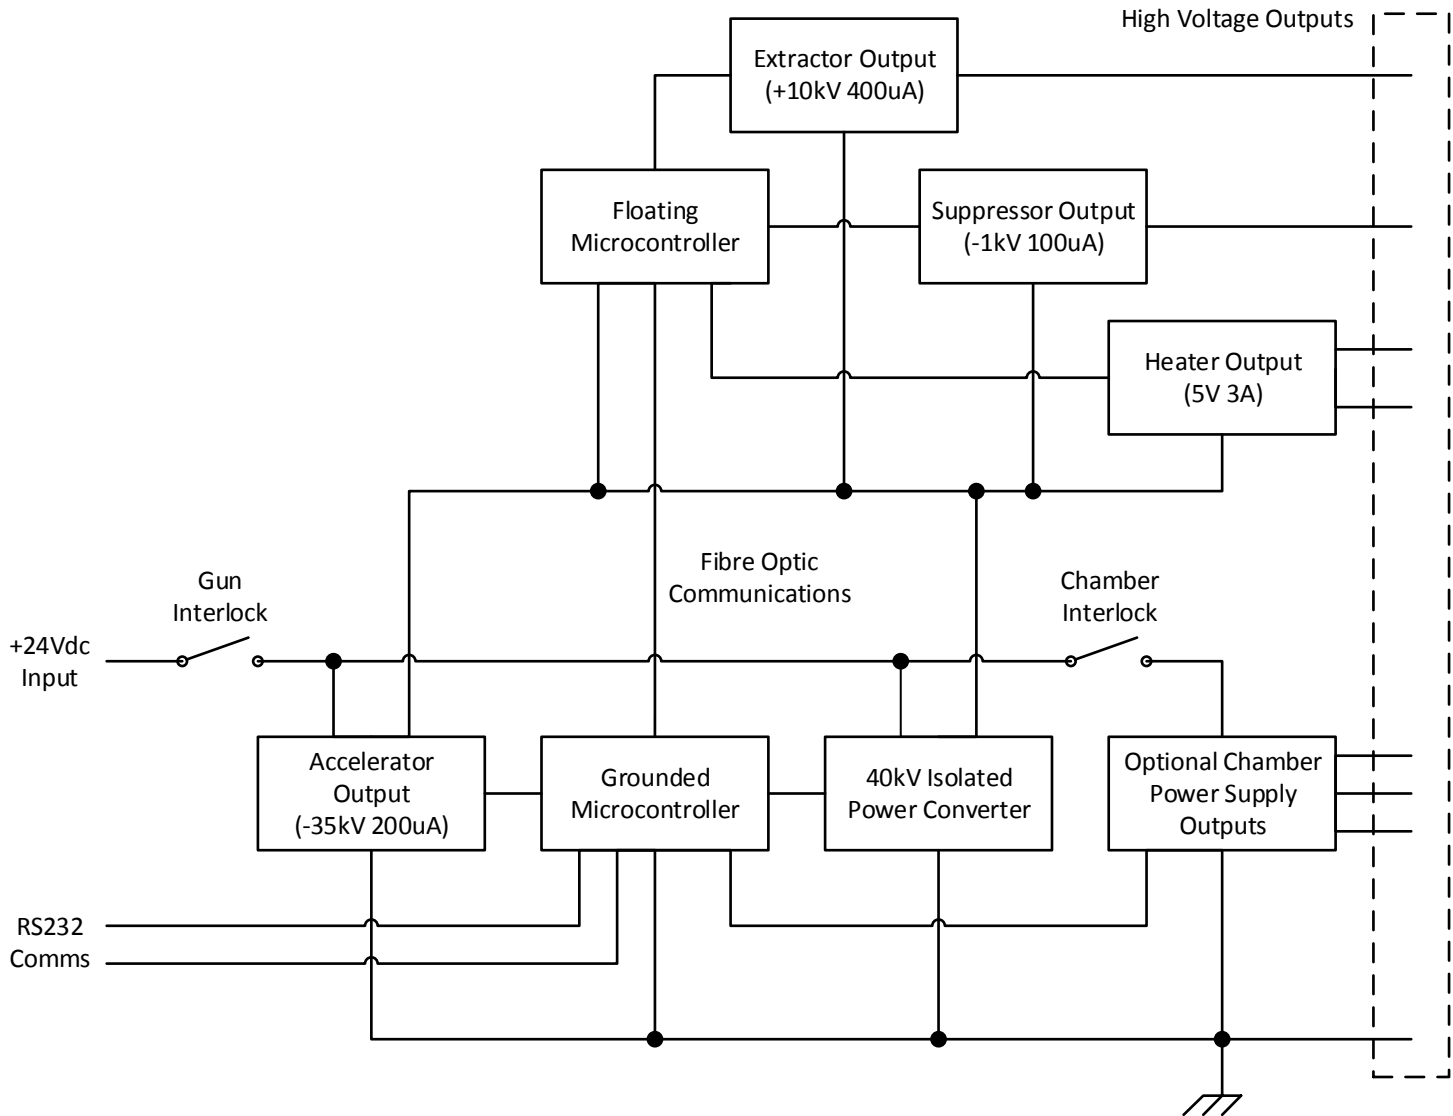 High Voltage Outputs
Extractor Output
(+10kV 400uA)
Floating
Microcontroller
Suppressor Output
(-1kV 100uA)
Heater Output
(5V 3A)
Fibre Optic
Communications
Gun
Interlock
Chamber
Interlock
+24Vdc
Input
Accelerator
Output
(-35kV 200uA)
Grounded
Microcontroller
40kV Isolated
Power Converter
Optional Chamber
Power Supply
Outputs
RS232
Comms